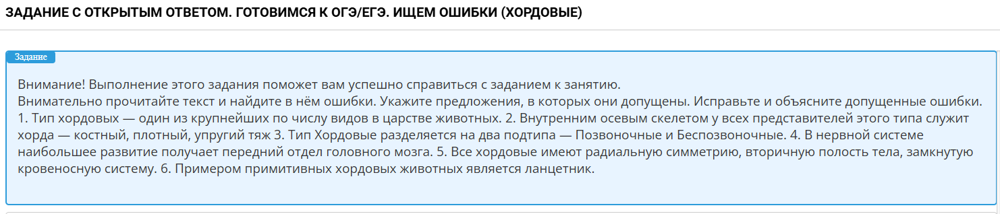 ЗАДАНИЕ С ОТКРЫТЫМ ОТВЕТОМ. ГОТОВИМСЯ К ОГЭ/ЕГЭ. ИЩЕМ ОШИБКИ (ХОРДОВЫЕ)
Задание
Внимание! Выполнение этого задания поможет вам успешно справиться с заданием к занятию.
Внимательно прочитайте текст и найдите в нём ошибки. Укажите предложения, в которых они допущены. Исправьте и объясните допущенные ошибки.
1. Тип хордовых — один из крупнейших по числу видов в царстве животных. 2. Внутренним осевым скелетом у всех представителей этого типа служит
хорда — костный, плотный, упругий тяж 3. Тип Хордовые разделяется на два подтипа — Позвоночные и Беспозвоночные. 4. В нервной системе
наибольшее развитие получает передний отдел головного мозга. 5. Все хордовые имеют радиальную симметрию, вторичную полость тела, замкнутую
кровеносную систему. 6. Примером примитивных хордовых животных является ланцетник.